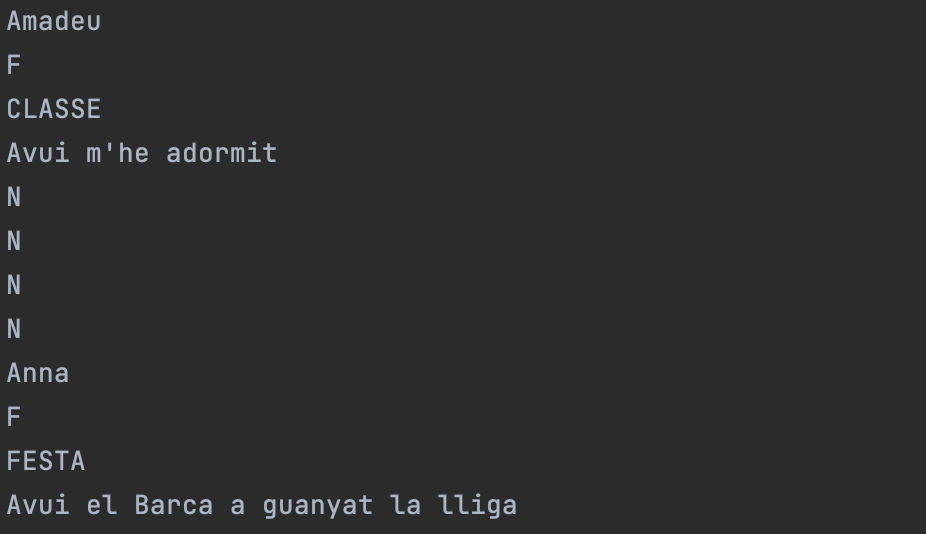 Amadeu
F
CLASSE
Avui m'he adormit
N
N
N
N
Anna
F
FESTA
Avui el Barca a guanyat la lliga